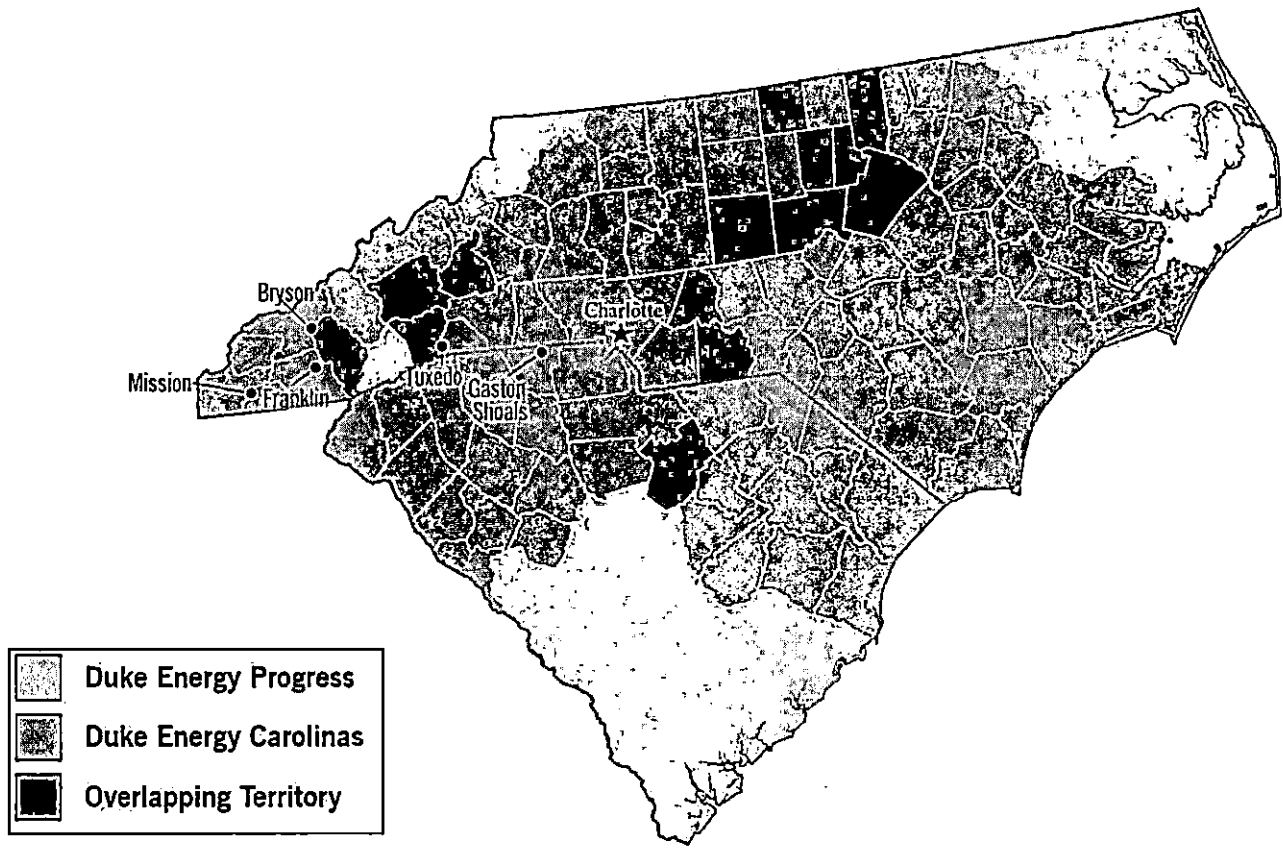 Bryson
Charlotte
Mission
Franklin
Tuxedo
Gaston
Shoals
Duke Energy Progress
Duke Energy Carolinas
Overlapping Territory